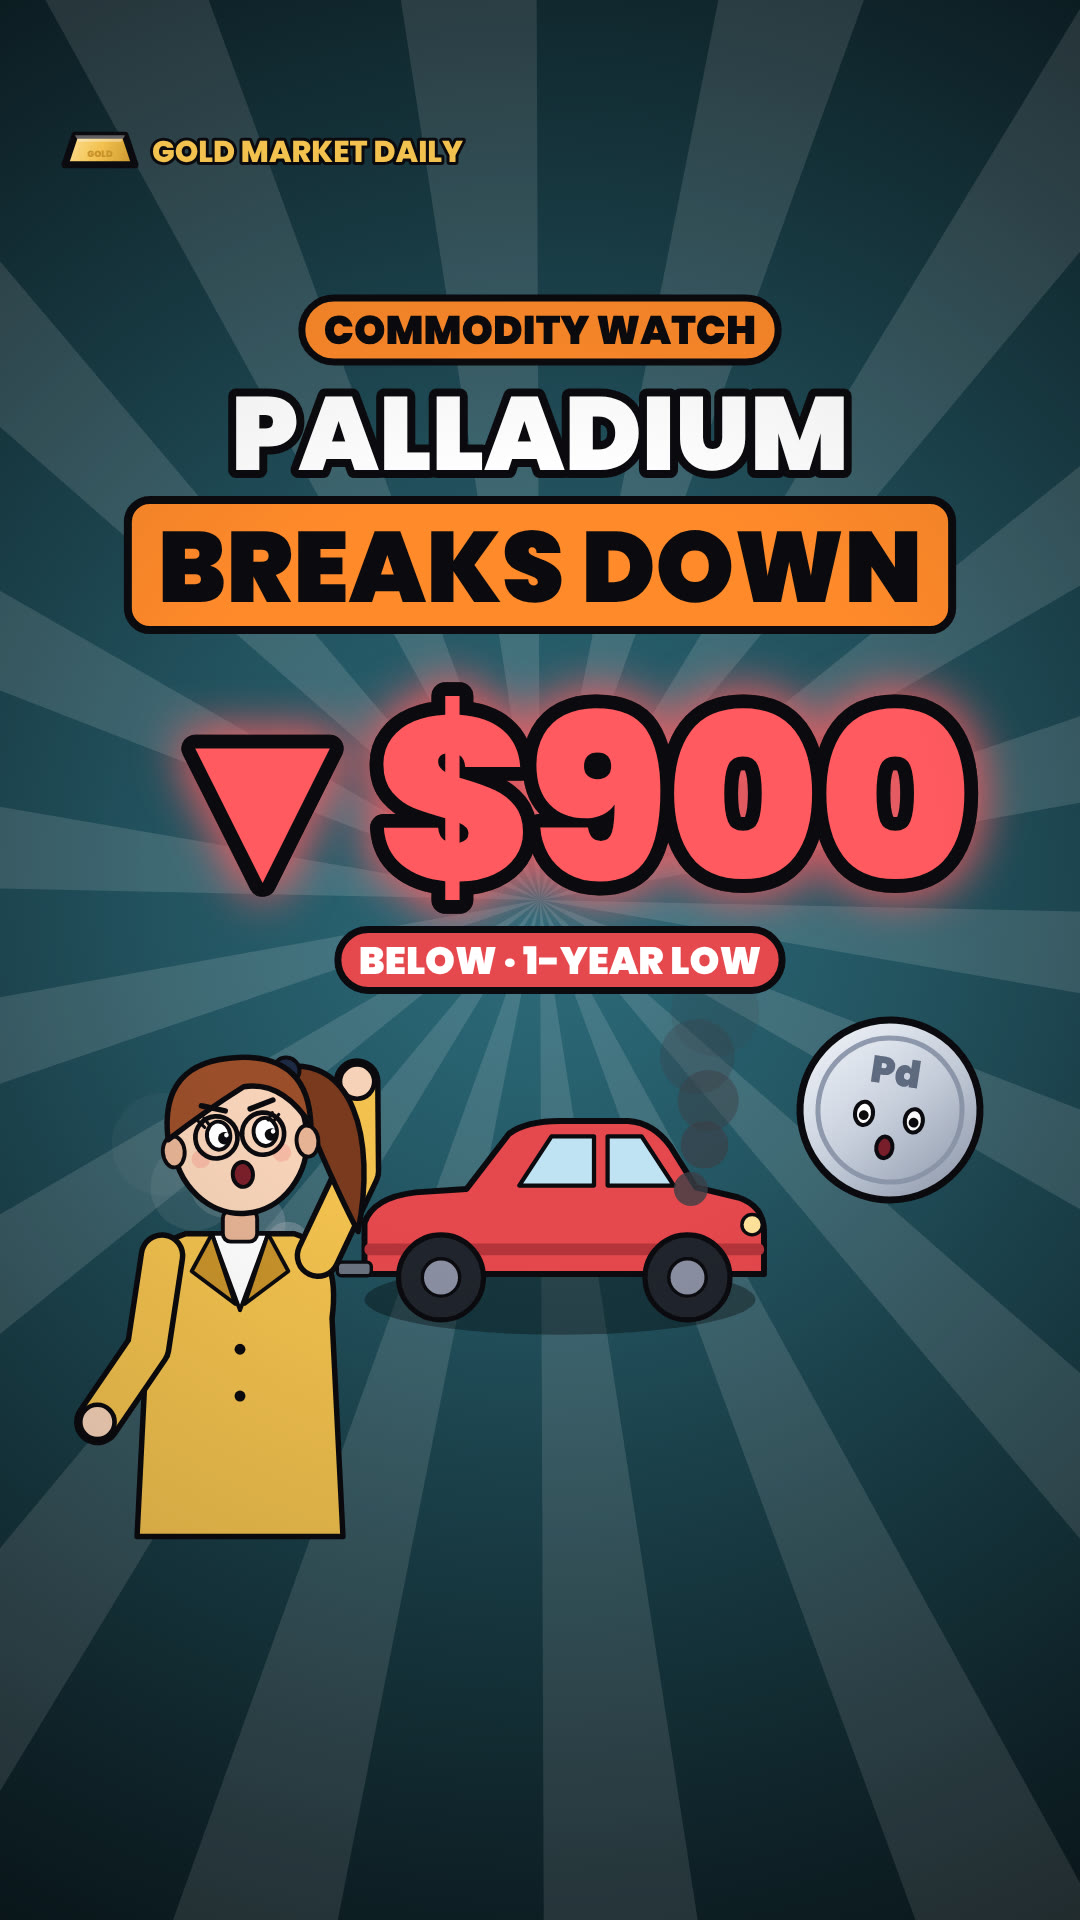 GOLD
GOLD MARKET DAILY
COMMODITY WATCH
PALLADIUM
BREAKS DOWN
▼ $900
BELOW · 1-YEAR LOW
Pd